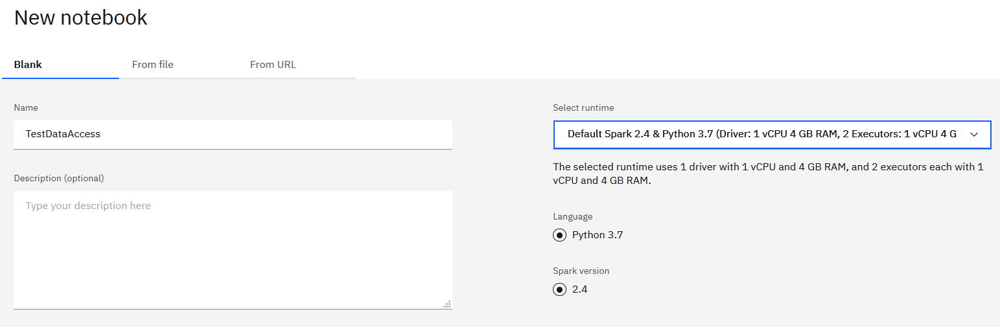 New notebook
Blank
From file
From URL
Name
TestDataAccess
Description (optional)
Type your description here
Select runtime
Default Spark 2.4 & Python 3.7 (Driver: 1 vCPU 4 GB RAM, 2 Executors: 1 vCPU 4 G
The selected runtime uses 1 driver with 1 vCPU and 4 GB RAM, and 2 executors each with 1
vCPU and 4 GB RAM.
Language
Python 3.7
Spark version
2.4